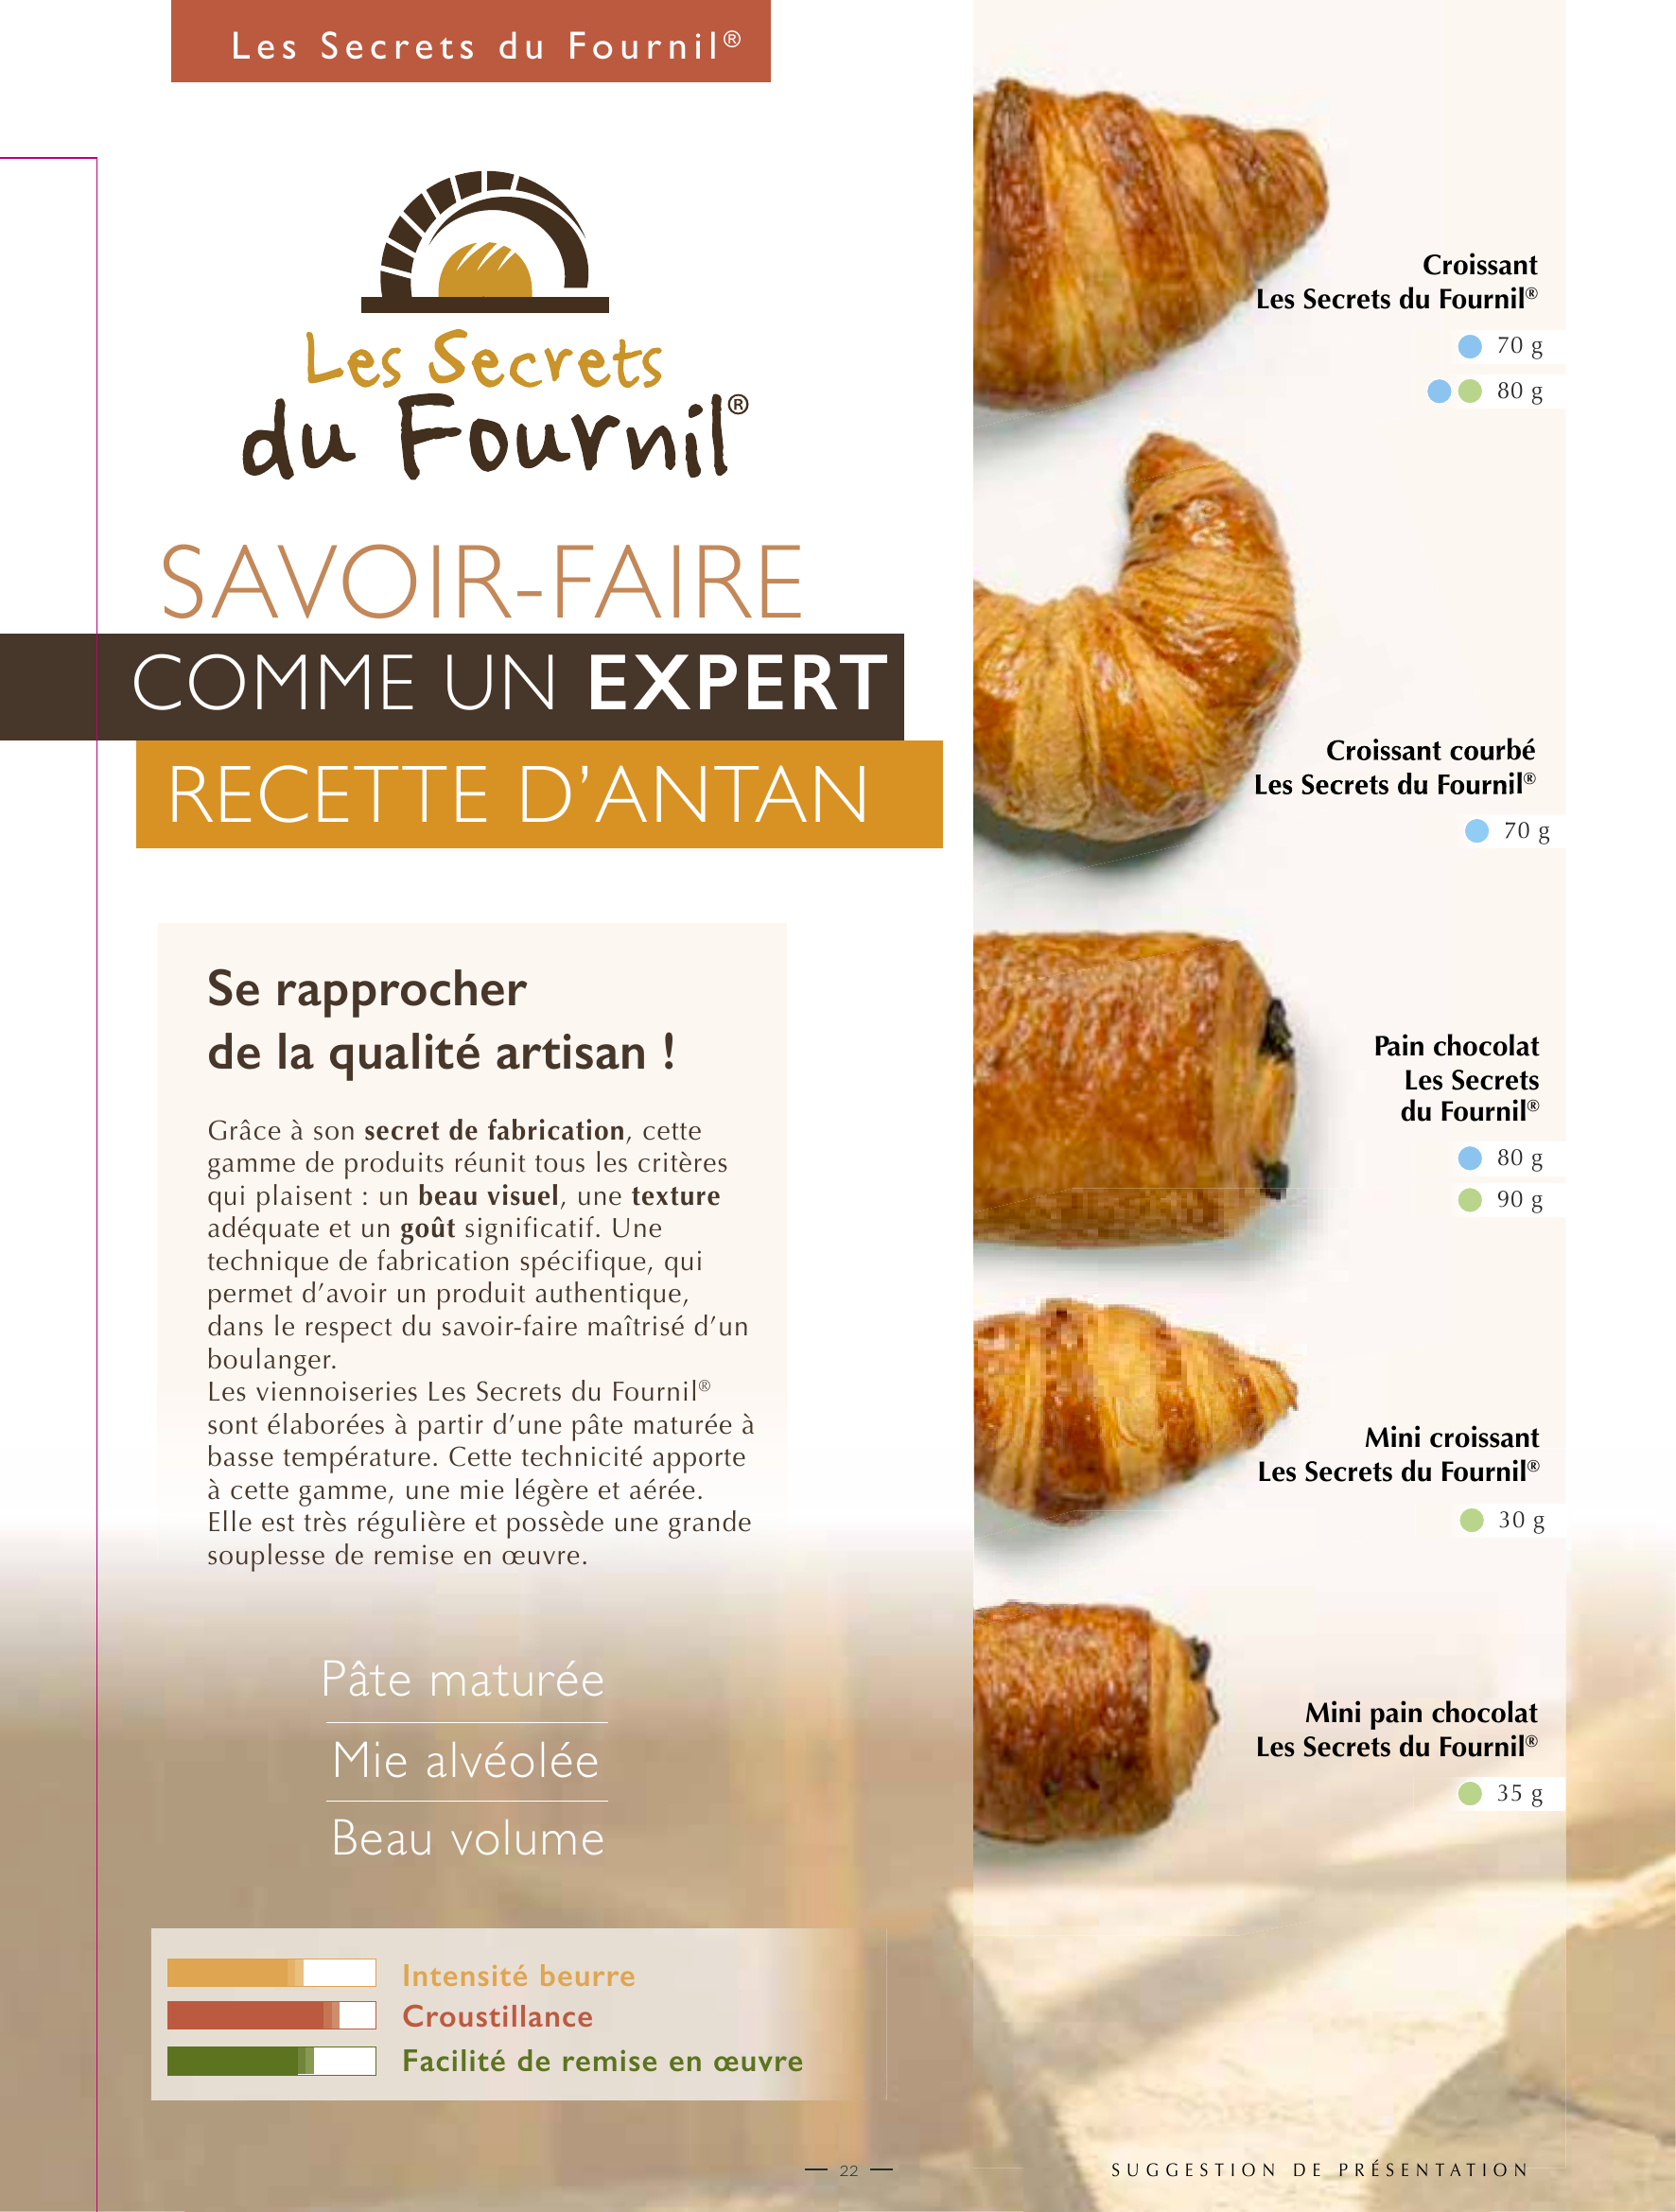 Les Secrets du Fournil®
Les Secrets
du Fournil®
SAVOIR-FAIRE
COMME UN EXPERT
RECETTE D’ANTAN
Se rapprocher
de la qualité artisan !
Grâce à son secret de fabrication, cette
gamme de produits réunit tous les critères
qui plaisent : un beau visuel, une texture
adéquate et un goût significatif. Une
technique de fabrication spécifique, qui
permet d’avoir un produit authentique,
dans le respect du savoir-faire maîtrisé d’un
boulanger.
Les viennoiseries Les Secrets du Fournil®
sont élaborées à partir d’une pâte maturée à
basse température. Cette technicité apporte
à cette gamme, une mie légère et aérée.
Elle est très régulière et possède une grande
souplesse de remise en œuvre.
Pâte maturée
Mie alvéolée
Beau volume
Intensité beurre
Croustillance
Facilité de remise en œuvre
Croissant
Les Secrets du Fournil®
70 g
80 g
Croissant courbé
Les Secrets du Fournil®
70 g
Pain chocolat
Les Secrets
du Fournil®
80 g
90 g
Mini croissant
Les Secrets du Fournil®
30 g
Mini pain chocolat
Les Secrets du Fournil®
35 g
22
SUGGESTION DE PRÉSENTATION